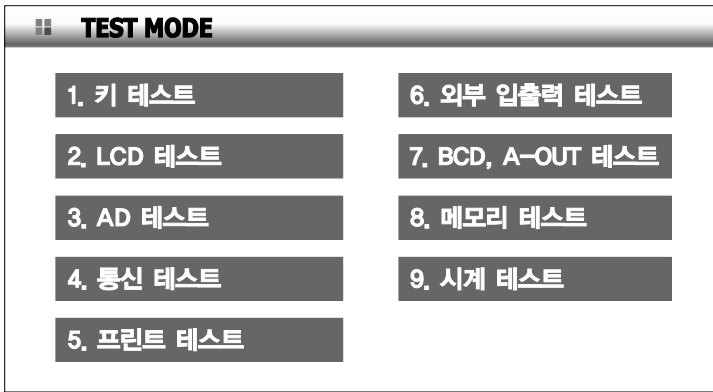 TEST MODE
1. 키 테스트
2. LCD 테스트
3. AD 테스트
4. 통신 테스트
5. 프린트 테스트
6. 외부 입출력 테스트
7. BCD, A-OUT 테스트
8. 메모리 테스트
9. 시계 테스트